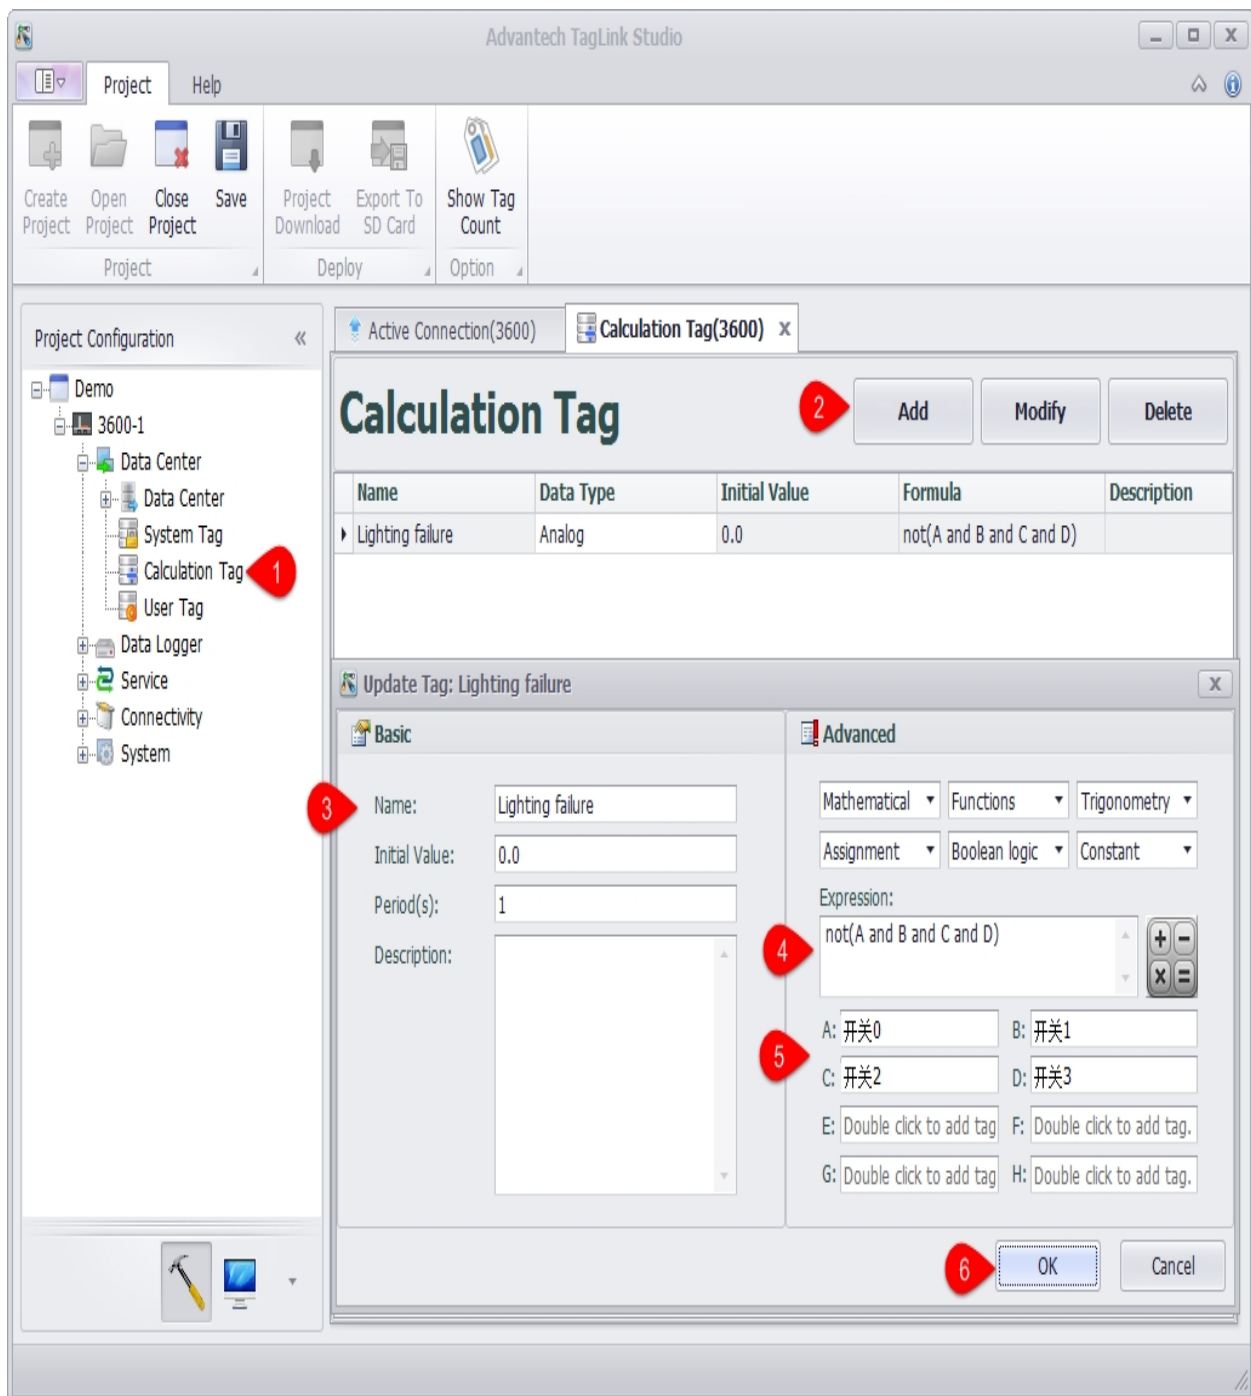 Advantech TagLink Studio
Project Help
Create Project Open Project Close Project Save Project Download Export To SD Card Show Tag Count
Project Deploy Option
Project Configuration «
Demo
3600-1
Data Center
Data Center
System Tag
Calculation Tag 1
User Tag
Data Logger
Service
Connectivity
System
Active Connection(3600) Calculation Tag(3600) x
Calculation Tag 2 Add Modify Delete
Name Data Type Initial Value Formula Description
Lighting failure Analog 0.0 not(A and B and C and D)
Update Tag: Lighting failure x
Basic
3 Name: Lighting failure
Initial Value: 0.0
Period(s): 1
Description:
Advanced
Mathematical Functions Trigonometry
Assignment Boolean logic Constant
Expression:
4 not(A and B and C and D)
5
A: 开关0 B: 开关1
C: 开关2 D: 开关3
E: Double click to add tag F: Double click to add tag.
G: Double click to add tag H: Double click to add tag.
6 OK Cancel